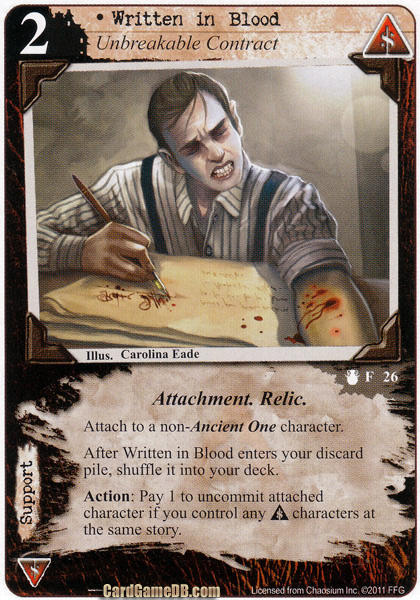 2
• Written in Blood
Unbreakable Contract
Illus. Carolina Eade
F 26
Attachment. Relic.
Attach to a non-Ancient One character.
After Written in Blood enters your discard
pile, shuffle it into your deck.
Action: Pay 1 to uncommit attached
character if you control any characters at
the same story.
Support
Licensed from Chaosium Inc. ©2011 FFG
CardGameDB.com